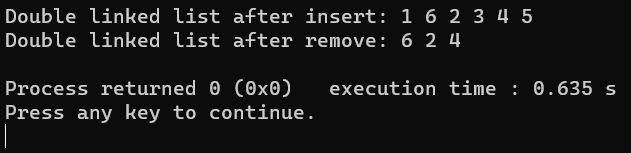 Double linked list after insert: 1 6 2 3 4 5
Double linked list after remove: 6 2 4
Process returned 0 (0x0)   execution time : 0.635 s
Press any key to continue.